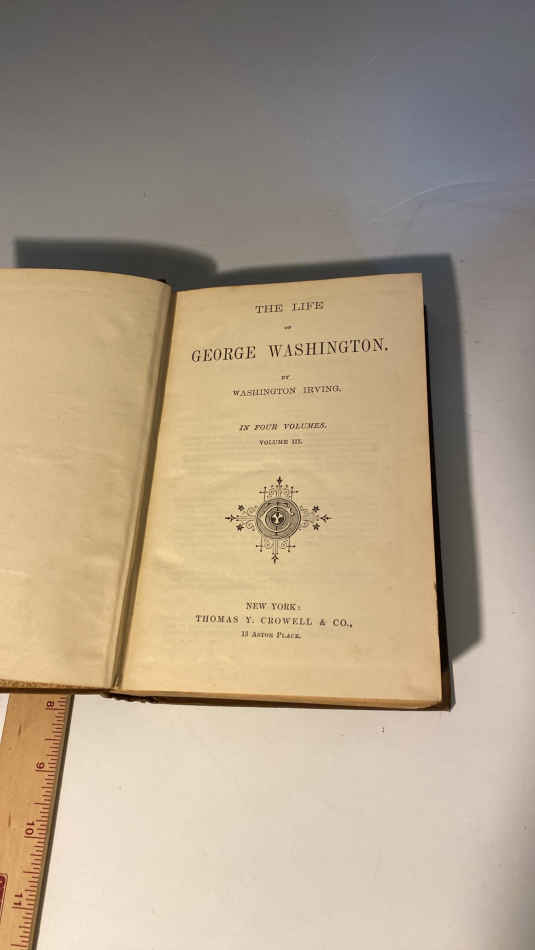 THE LIFE
OF
GEORGE WASHINGTON.
BY
WASHINGTON IRVING.
IN FOUR VOLUMES.
VOLUME III.
NEW YORK:
THOMAS Y. CROWELL & CO.,
13 ASTOR PLACE.
8
9
10
11